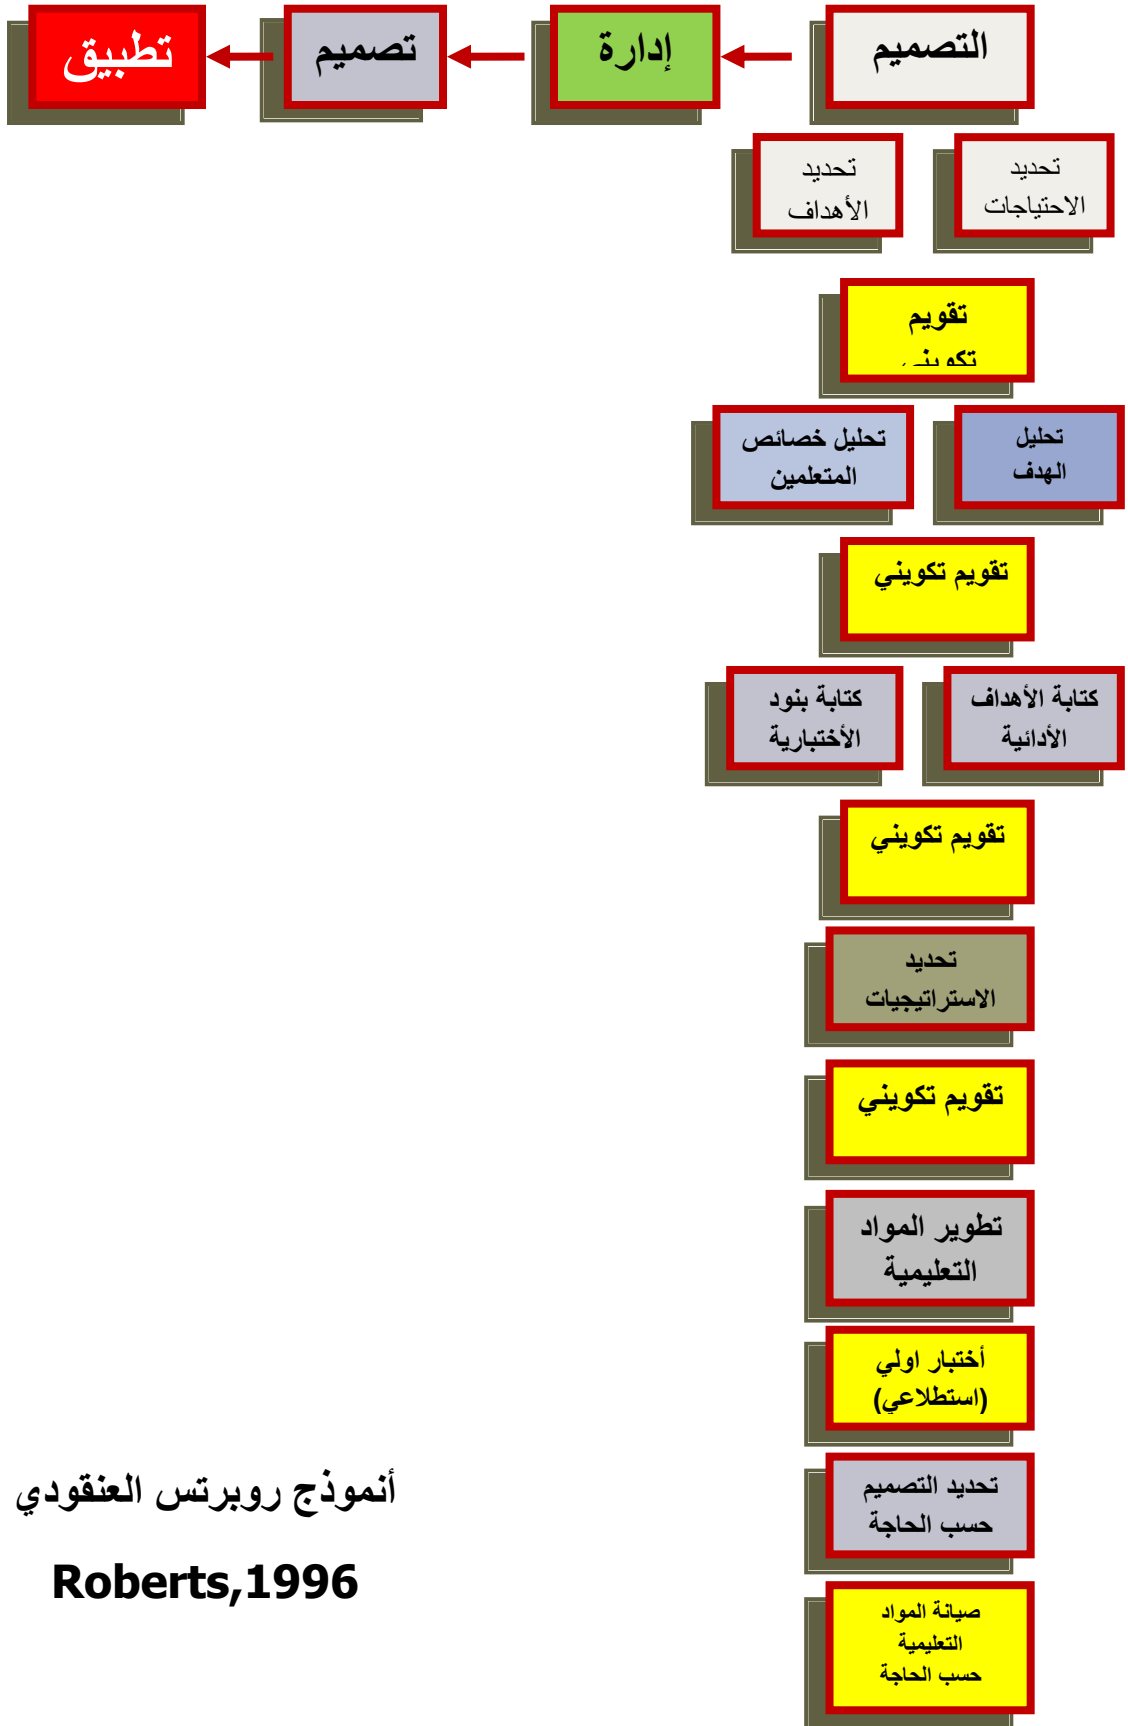 التصميم
إدارة
تصميم
تطبيق
تحديد
الاحتياجات
تحديد
الأهداف
تقويم
تكويني
تحليل
الهدف
تحليل خصائص
المتعلمين
تقويم تكويني
كتابة الأهداف
الأدائية
كتابة بنود
الأختبارية
تقويم تكويني
تحديد
الاستراتيجيات
تقويم تكويني
تطوير المواد
التعليمية
أختبار اولي
(استطلاعي)
تحديد التصميم
حسب الحاجة
صيانة المواد
التعليمية
حسب الحاجة
أنموذج روبرتس العنقودي
Roberts,1996